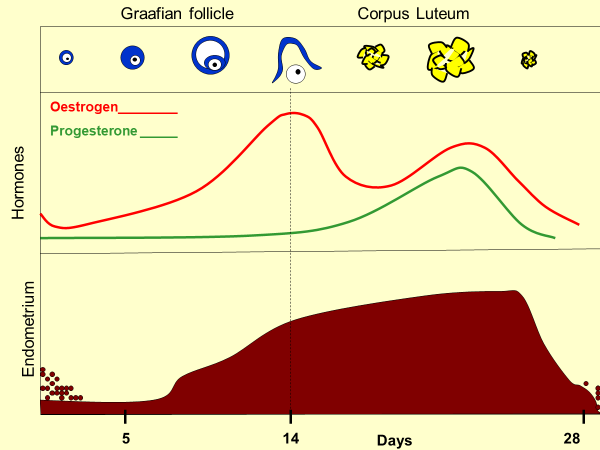 Graafian follicle Corpus Luteum
Oestrogen
Progesterone
Hormones
Endometrium
5 14 Days 28